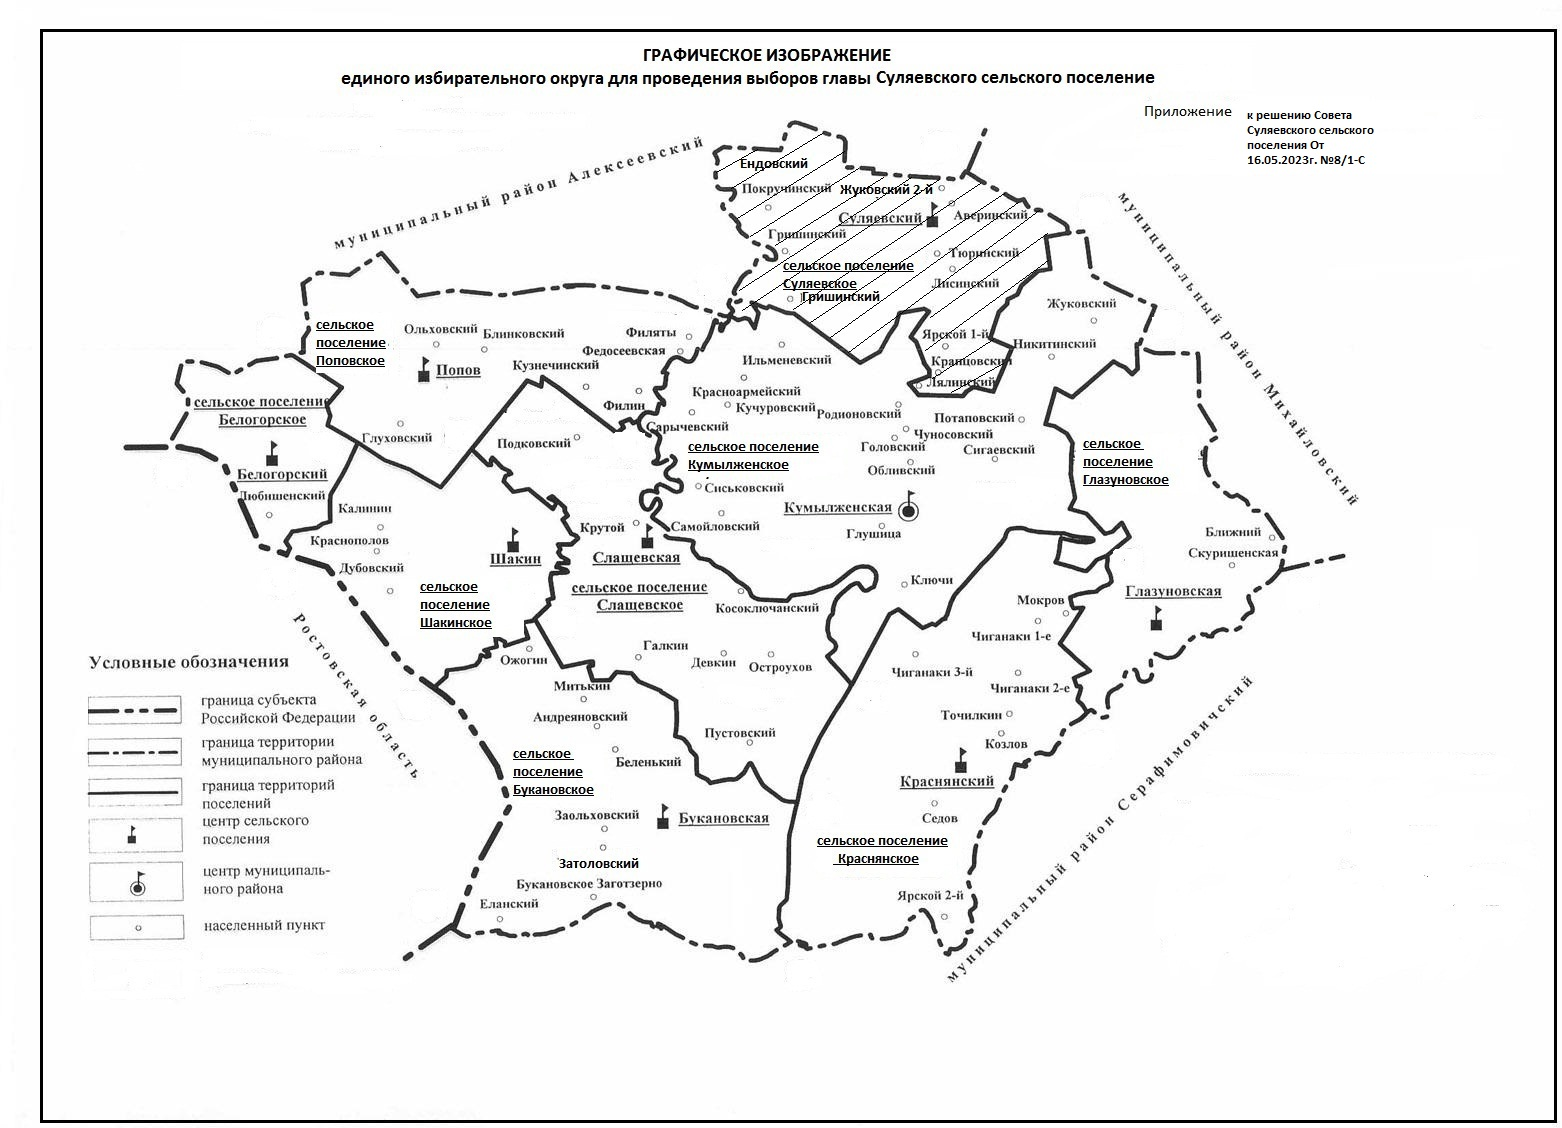 ГРАФИЧЕСКОЕ ИЗОБРАЖЕНИЕ
единого избирательного округа для проведения выборов главы Суляевского сельского поселение
Приложение
к решению Совета
Суляевского сельского
поселения От
16.05.2023г. №8/1-С
муниципальный район Алексеевский
муниципальный район Михайловский
Ендовский
Покручинский
Жуковский 2-й
Суляевский
Аверинский
Гришинский
Тюринский
сельское поселение
Суляевское
Лисинский
Гришинский
Жуковский
Ярской 1-й
Никитинский
Кранцовский
Лялинский
сельское
поселение
Поповское
Ольховский
Блинковский
Филяты
Федосеевская
Кузнечинский
Попов
Филин
Глуховский
Подковский
Ильменевский
Красноармейский
Кучуровский
Родионовский
Сарычевский
Потаповский
Чуносовский
Головский
Сигаевский
Обливский
сельское поселение
Кумылженское
Сиськовский
Кумылженская
Самойловский
Глушица
Ключи
сельское поселение
Белогорское
Белогорский
Любишенский
Калинин
Краснополов
Дубовский
Шакин
сельское
поселение
Шакинское
Ожогин
Крутой
Слащевская
сельское поселение
Слащевское
Косоключанский
Галкин
Девкин
Остроухов
Пустовский
сельское
поселение
Глазуновское
Ближний
Скуришенская
Глазуновская
Мокров
Чиганаки 1-е
Чиганаки 3-й
Чиганаки 2-е
Точилкин
Козлов
Краснянский
Седов
сельское поселение
Краснянское
Ярской 2-й
Митькин
Андреяновский
Беленький
сельское
поселение
Букановское
Заольховский
Букановская
Затоловский
Букановское Заготзерно
Еланский
Ростовская область
муниципальный район Серафимовичский
Условные обозначения
граница субъекта
Российской Федерации
граница территории
муниципального района
граница территорий
поселений
центр сельского
поселения
центр муниципаль-
ного района
населенный пункт